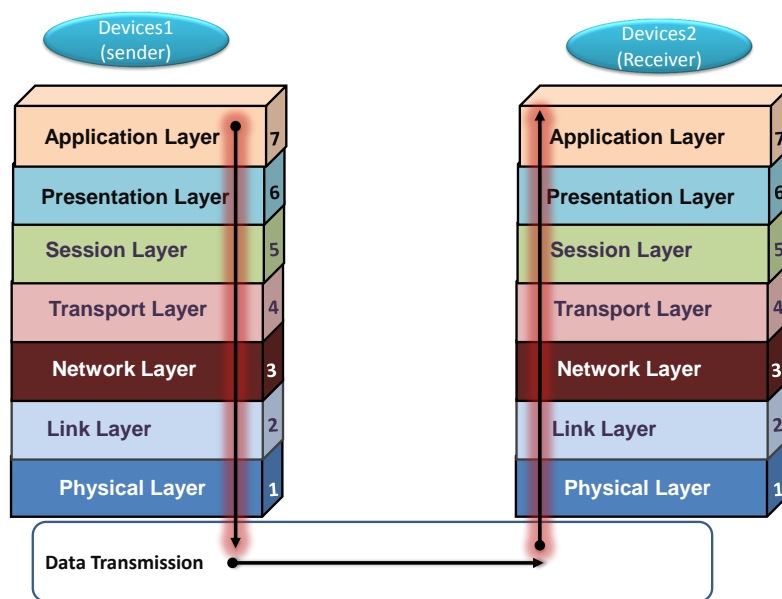 Devices1
(sender)
Devices2
(Receiver)
Application Layer 7
Presentation Layer 6
Session Layer 5
Transport Layer 4
Network Layer 3
Link Layer 2
Physical Layer 1
Application Layer 7
Presentation Layer 6
Session Layer 5
Transport Layer 4
Network Layer 3
Link Layer 2
Physical Layer 1
Data Transmission